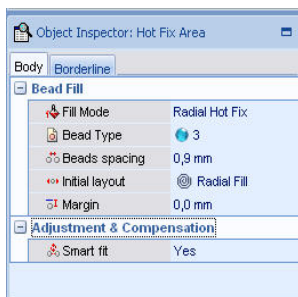 Object Inspector: Hot Fix Area
Body Borderline
Bead Fill
Fill Mode Radial Hot Fix
Bead Type 3
Beads spacing 0,9 mm
Initial layout Radial Fill
Margin 0,0 mm
Adjustment & Compensation
Smart fit Yes